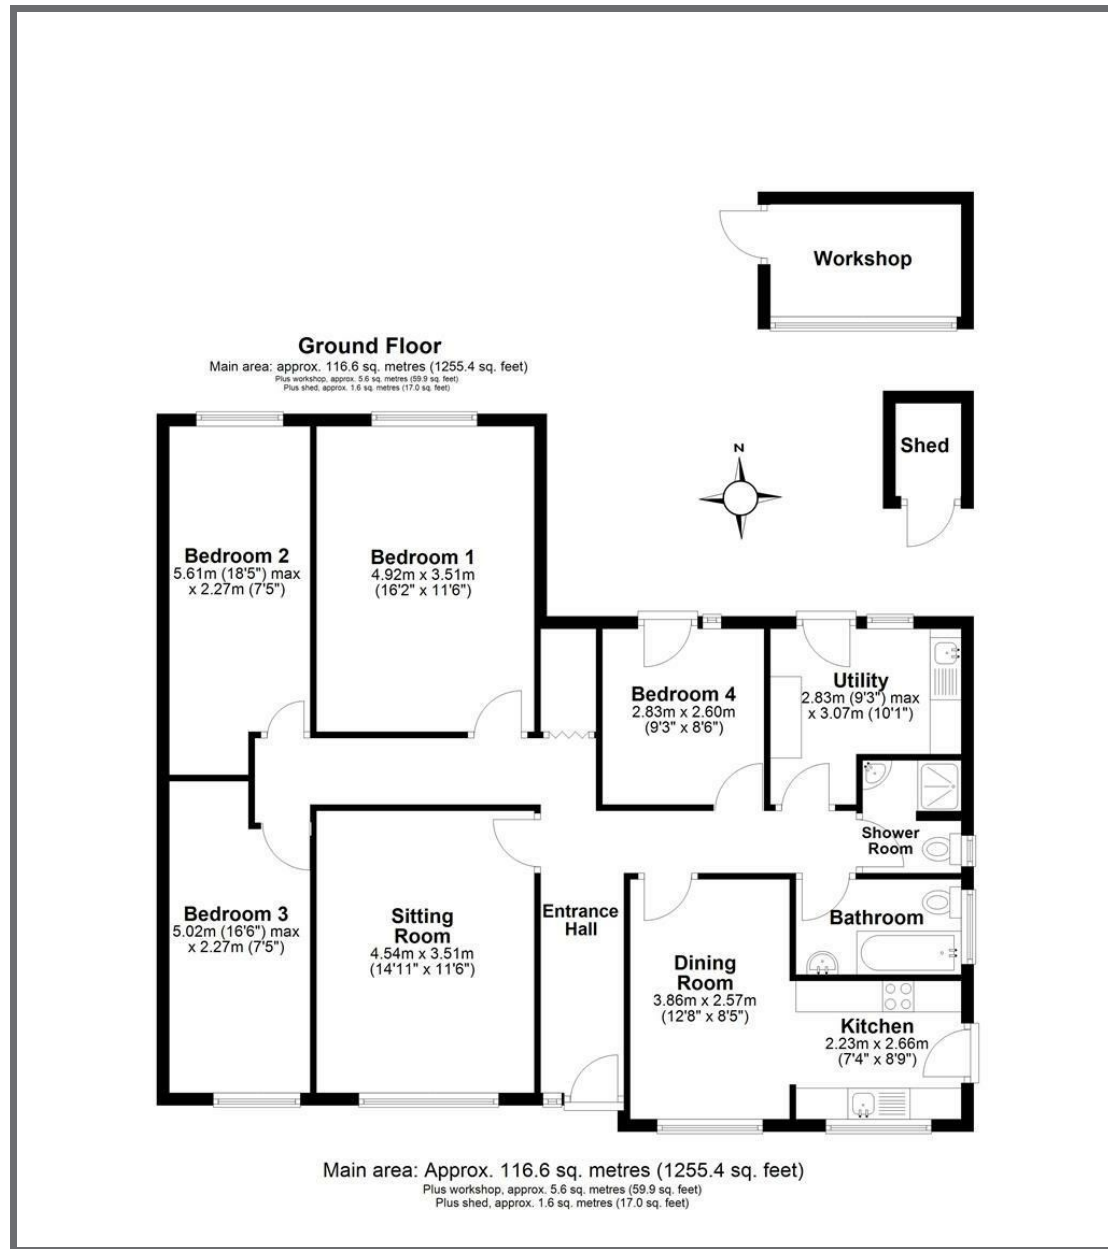 Workshop
Ground Floor
Main area: approx. 116.6 sq. metres (1255.4 sq. feet)
Plus workshop, approx. 5.6 sq. metres (59.9 sq. feet)
Plus shed, approx. 1.6 sq. metres (17.0 sq. feet)
Shed
N
Bedroom 2
5.61m (18'5") max
x 2.27m (7'5")
Bedroom 1
4.92m x 3.51m
(16'2" x 11'6")
Bedroom 4
2.83m x 2.60m
(9'3" x 8'6")
Utility
2.83m (9'3") max
x 3.07m (10'1")
Shower
Room
Bedroom 3
5.02m (16'6") max
x 2.27m (7'5")
Sitting
Room
4.54m x 3.51m
(14'11" x 11'6")
Entrance
Hall
Bathroom
Dining
Room
3.86m x 2.57m
(12'8" x 8'5")
Kitchen
2.23m x 2.66m
(7'4" x 8'9")
Main area: Approx. 116.6 sq. metres (1255.4 sq. feet)
Plus workshop, approx. 5.6 sq. metres (59.9 sq. feet)
Plus shed, approx. 1.6 sq. metres (17.0 sq. feet)